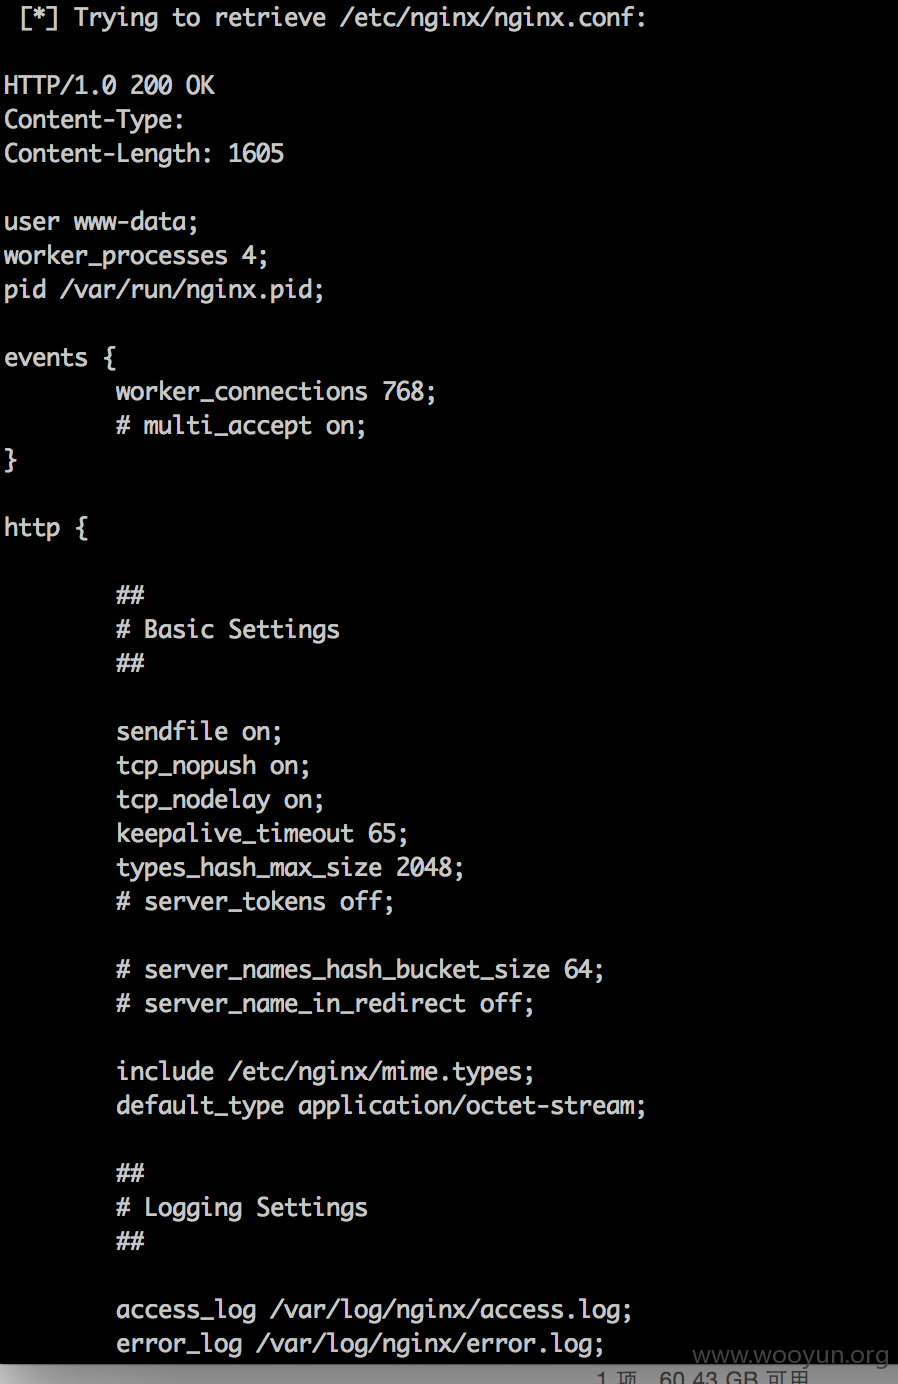 [*] Trying to retrieve /etc/nginx/nginx.conf:
HTTP/1.0 200 OK
Content-Type:
Content-Length: 1605
user www-data;
worker_processes 4;
pid /var/run/nginx.pid;
events {
worker_connections 768;
# multi_accept on;
}
http {
##
# Basic Settings
##
sendfile on;
tcp_nopush on;
tcp_nodelay on;
keepalive_timeout 65;
types_hash_max_size 2048;
# server_tokens off;
# server_names_hash_bucket_size 64;
# server_name_in_redirect off;
include /etc/nginx/mime.types;
default_type application/octet-stream;
##
# Logging Settings
##
access_log /var/log/nginx/access.log;
error_log /var/log/nginx/error.log;
www.wooyun.org
1 项，60.43 GB 可用